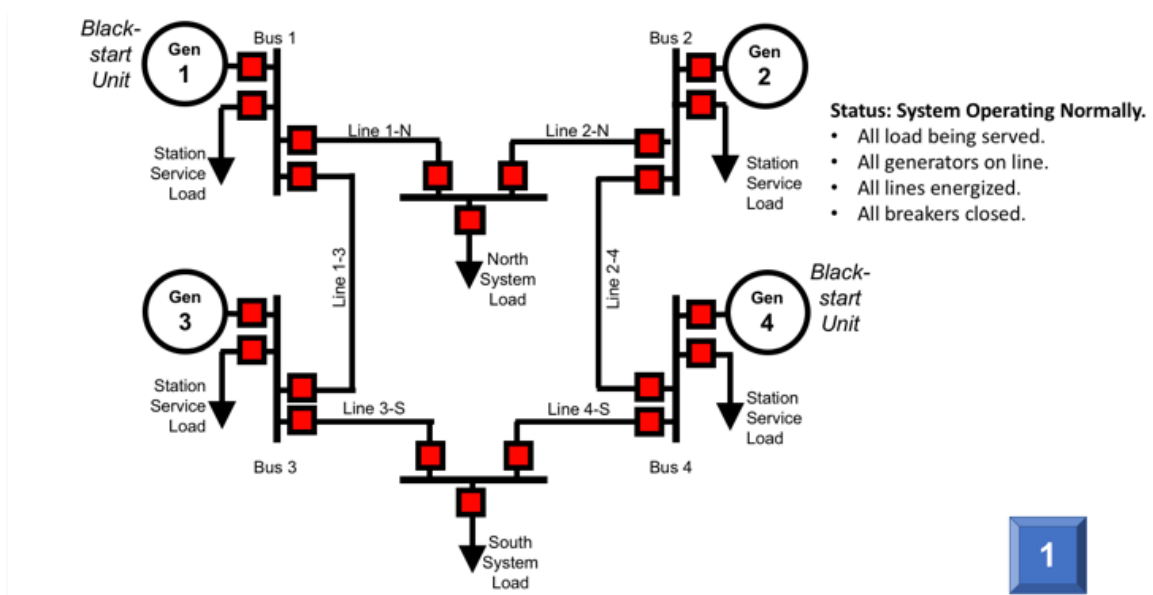 Black-
start
Unit
Gen
1
Bus 1
Bus 2
Gen
2
Station
Service
Load
Line 1-N
Line 2-N
Station
Service
Load
Status: System Operating Normally.
• All load being served.
• All generators on line.
• All lines energized.
• All breakers closed.
North
System
Load
Line 1-3
Line 2-4
Gen
3
Gen
4
Black-
start
Unit
Station
Service
Load
Line 3-S
Line 4-S
Station
Service
Load
Bus 3
Bus 4
South
System
Load
1